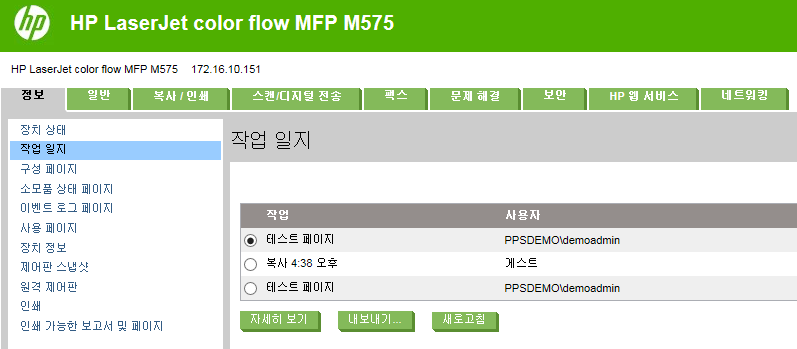 hp HP LaserJet color flow MFP M575
HP LaserJet color flow MFP M575 172.16.10.151
정보 일반 복사 / 인쇄 스캔/디지털 전송 팩스 문제 해결 보안 HP 웹 서비스 네트워킹
장치 상태
작업 일지
구성 페이지
소모품 상태 페이지
이벤트 로그 페이지
사용 페이지
장치 정보
제어판 스냅샷
원격 제어판
인쇄
인쇄 가능한 보고서 및 페이지
작업 일지
작업 사용자
테스트 페이지 PPSDEMO\demoadmin
복사 4:38 오후 게스트
테스트 페이지 PPSDEMO\demoadmin
자세히 보기 내보내기... 새로고침